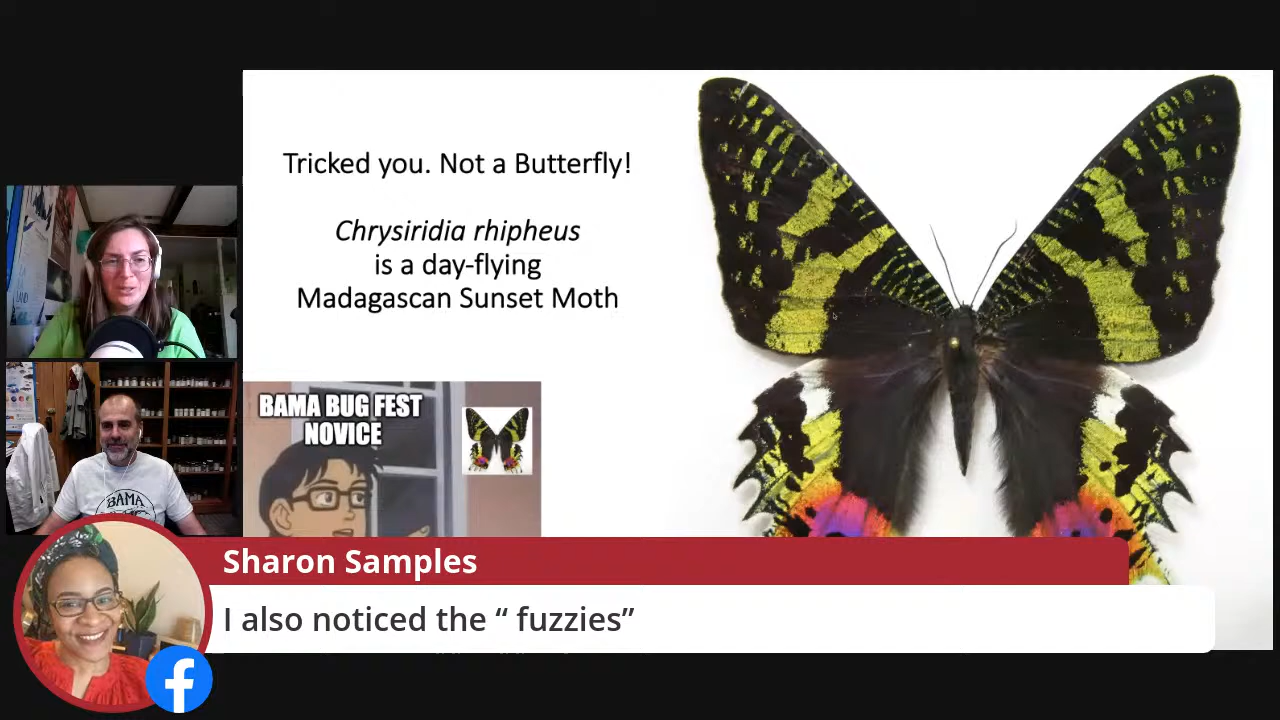 Tricked you. Not a Butterfly!
Chrysiridia rhipheus
is a day-flying
Madagascan Sunset Moth
BAMA BUG FEST
NOVICE
BAMA
Sharon Samples
I also noticed the “ fuzzies”